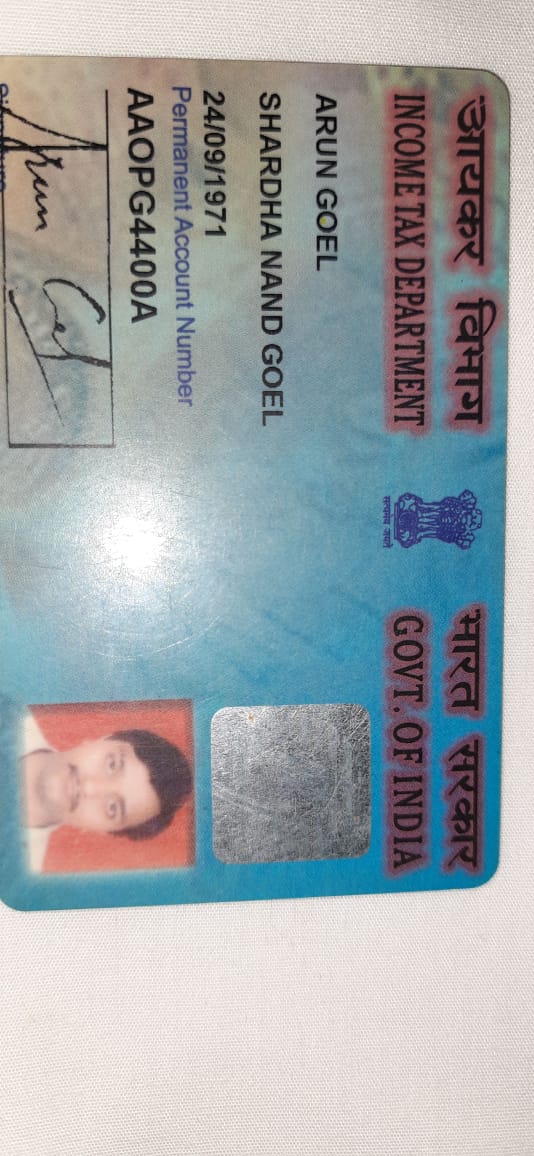 आयकर विभाग
INCOME TAX DEPARTMENT
सत्यमेव जयते
भारत सरकार
GOVT. OF INDIA
ARUN GOEL
SHARDHA NAND GOEL
24/09/1971
Permanent Account Number
AAOPG4400A
Arun Goel
Signature